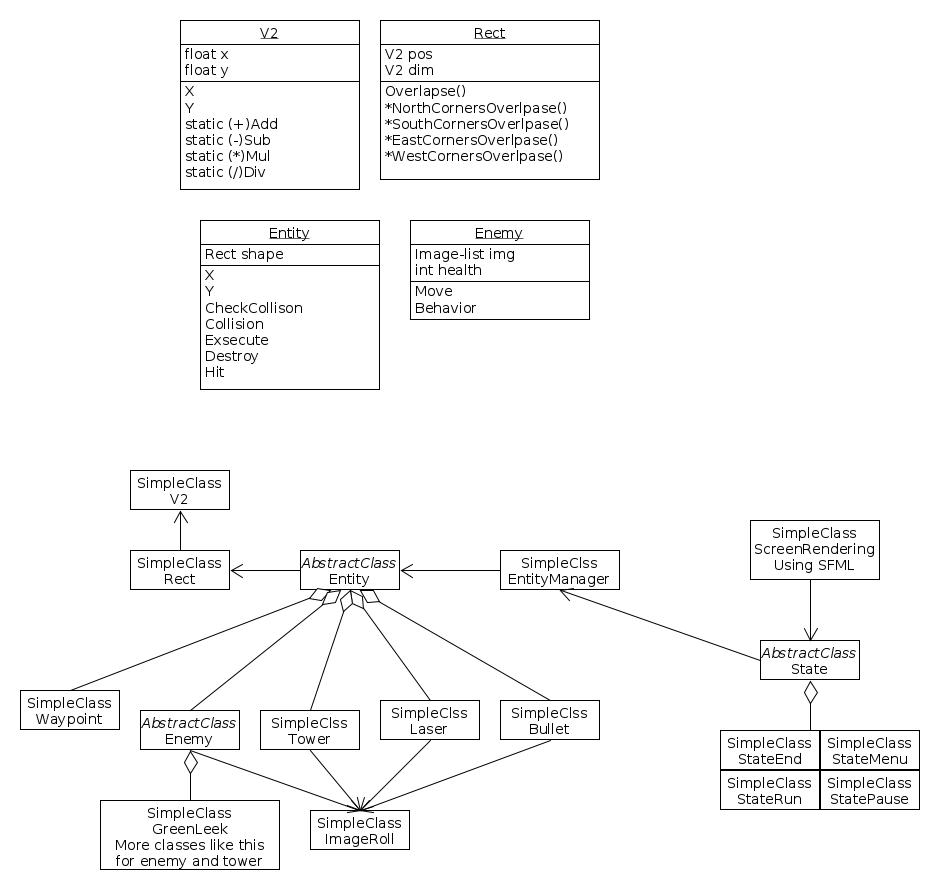 V2
float x
float y
X
Y
static (+)Add
static (-)Sub
static (*)Mul
static (/)Div
Rect
V2 pos
V2 dim
Overlapse()
*NorthCornersOverlpase()
*SouthCornersOverlpase()
*EastCornersOverlpase()
*WestCornersOverlpase()
Entity
Rect shape
X
Y
CheckCollison
Collision
Exsecute
Destroy
Hit
Enemy
Image-list img
int health
Move
Behavior
SimpleClass
V2
SimpleClass
Rect
AbstractClass
Entity
SimpleClss
EntityManager
SimpleClass
ScreenRendering
Using SFML
AbstractClass
State
SimpleClass
Waypoint
AbstractClass
Enemy
SimpleClss
Tower
SimpleClss
Laser
SimpleClss
Bullet
SimpleClass
StateEnd
SimpleClass
StateMenu
SimpleClass
StateRun
SimpleClass
StatePause
SimpleClass
GreenLeek
More classes like this
for enemy and tower
SimpleClass
ImageRoll